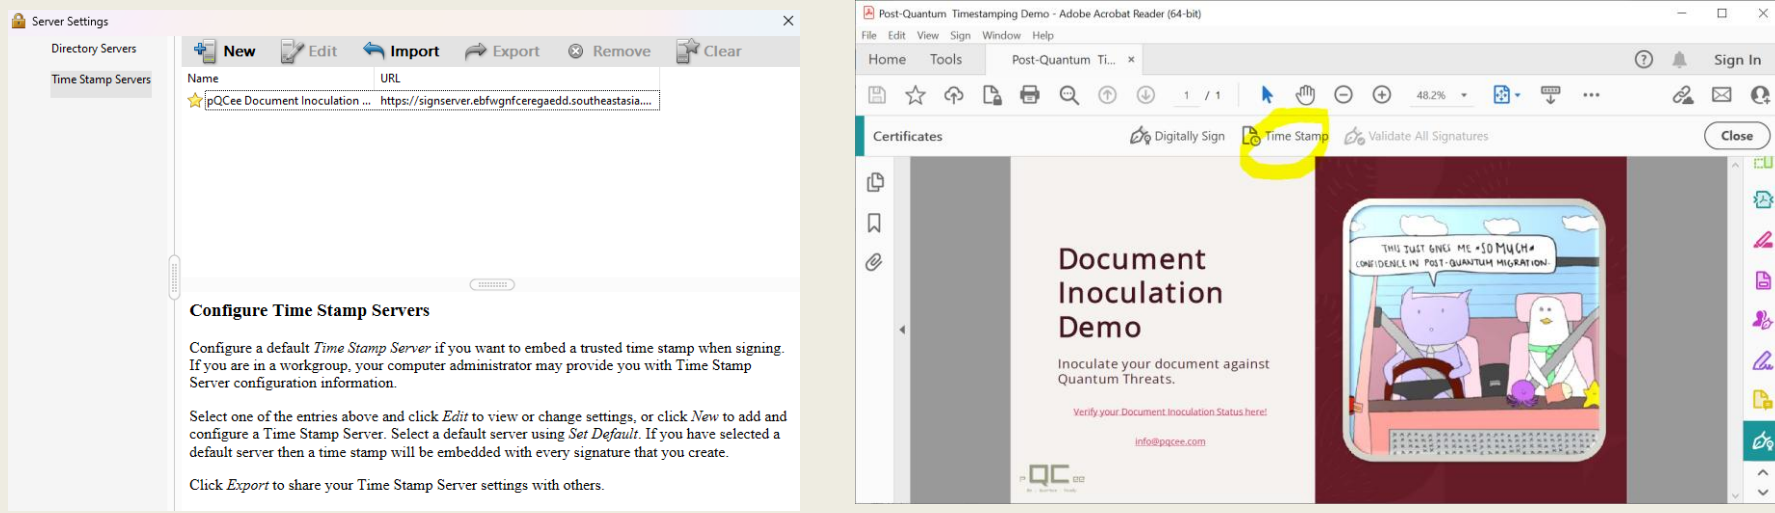 Server Settings
Directory Servers
Time Stamp Servers
New Edit Import Export Remove Clear
Name URL
pQCee Document Inoculation ... https://signserver.ebfwgnfceregaedd.southeastasia....
Configure Time Stamp Servers
Configure a default Time Stamp Server if you want to embed a trusted time stamp when signing.
If you are in a workgroup, your computer administrator may provide you with Time Stamp
Server configuration information.
Select one of the entries above and click Edit to view or change settings, or click New to add and
configure a Time Stamp Server. Select a default server using Set Default. If you have selected a
default server then a time stamp will be embedded with every signature that you create.
Click Export to share your Time Stamp Server settings with others.
Post-Quantum Timestamping Demo - Adobe Acrobat Reader (64-bit)
File Edit View Sign Window Help
Home Tools Post-Quantum Ti... Sign In
1 / 1 48.2%
Certificates Digitally Sign Time Stamp Validate All Signatures Close
Document
Inoculation
Demo
Inoculate your document against
Quantum Threats.
Verify your Document Inoculation Status here!
info@pqcee.com
PQCee
THIS JUST GIVES ME *SO MUCH*
CONFIDENCE IN POST-QUANTUM MIGRATION.